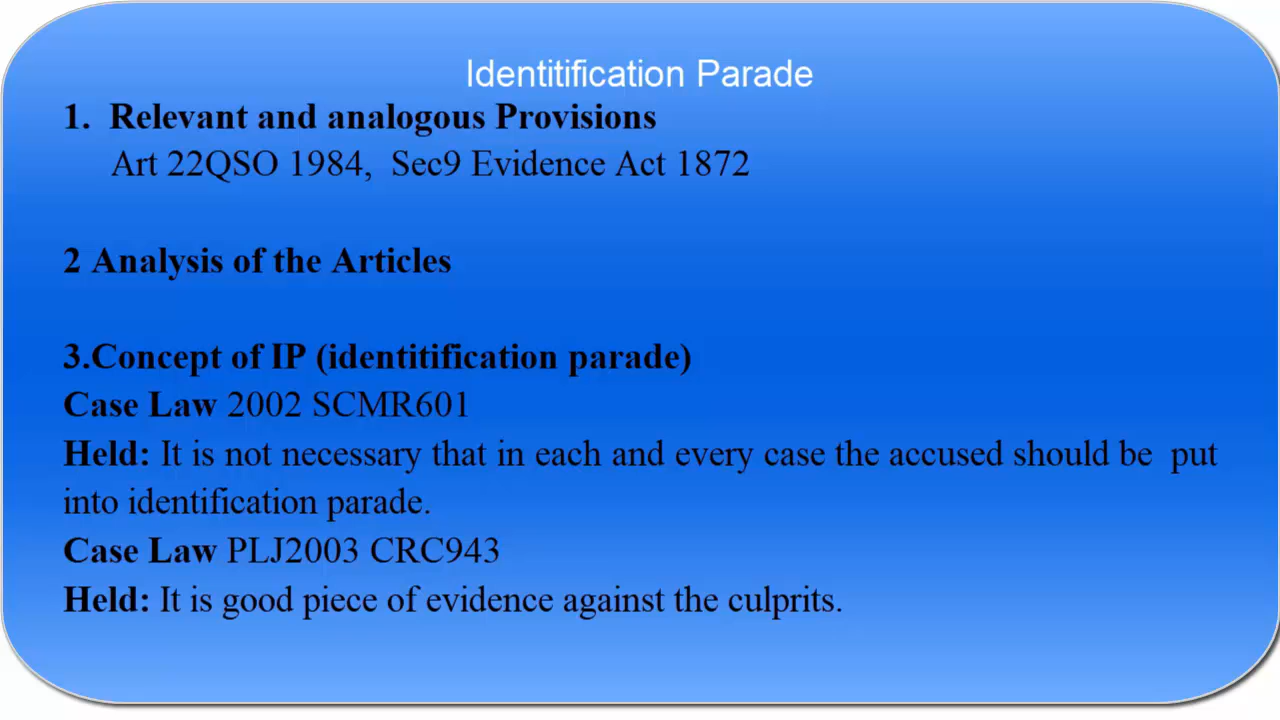 Identitification Parade
1. Relevant and analogous Provisions
Art 22QSO 1984, Sec9 Evidence Act 1872
2 Analysis of the Articles
3.Concept of IP (identitification parade)
Case Law 2002 SCMR601
Held: It is not necessary that in each and every case the accused should be put
into identification parade.
Case Law PLJ2003 CRC943
Held: It is good piece of evidence against the culprits.